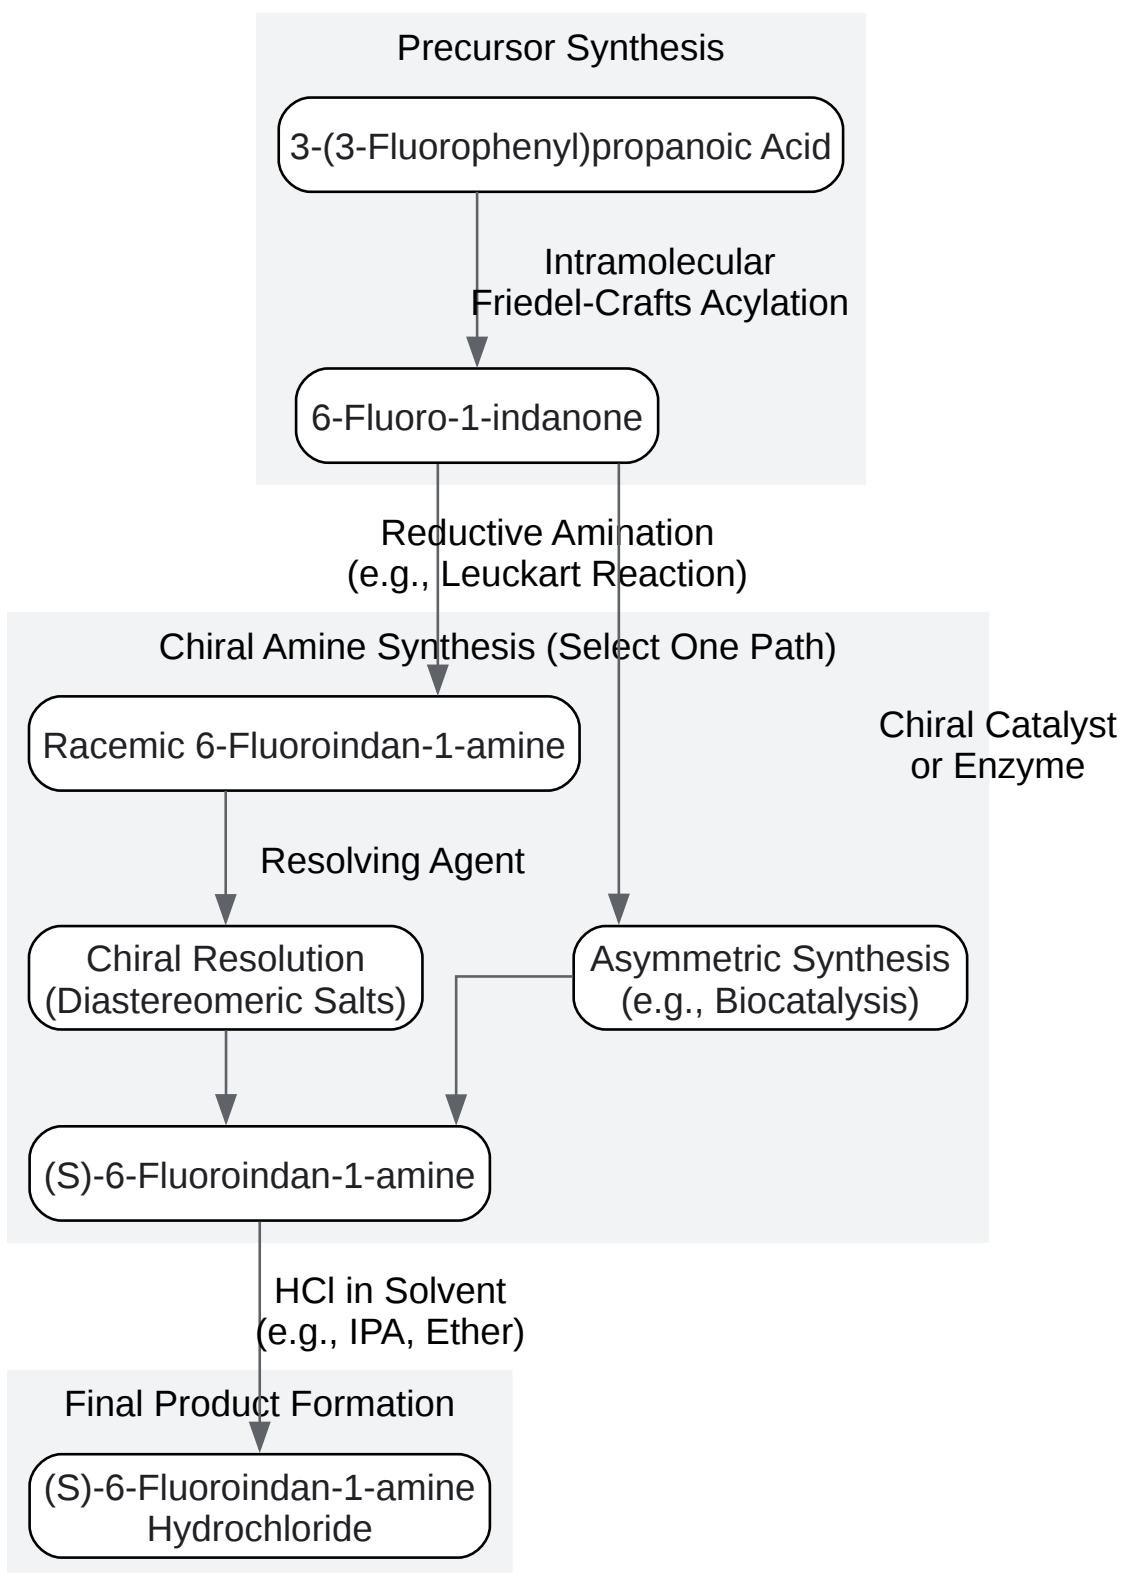 Precursor Synthesis
3-(3-Fluorophenyl)propanoic Acid
Intramolecular
Friedel-Crafts Acylation
6-Fluoro-1-indanone
Reductive Amination
(e.g., Leuckart Reaction)
Chiral Amine Synthesis (Select One Path)
Racemic 6-Fluoroindan-1-amine
Chiral Catalyst
or Enzyme
Resolving Agent
Chiral Resolution
(Diastereomeric Salts)
Asymmetric Synthesis
(e.g., Biocatalysis)
(S)-6-Fluoroindan-1-amine
HCl in Solvent
(e.g., IPA, Ether)
Final Product Formation
(S)-6-Fluoroindan-1-amine
Hydrochloride